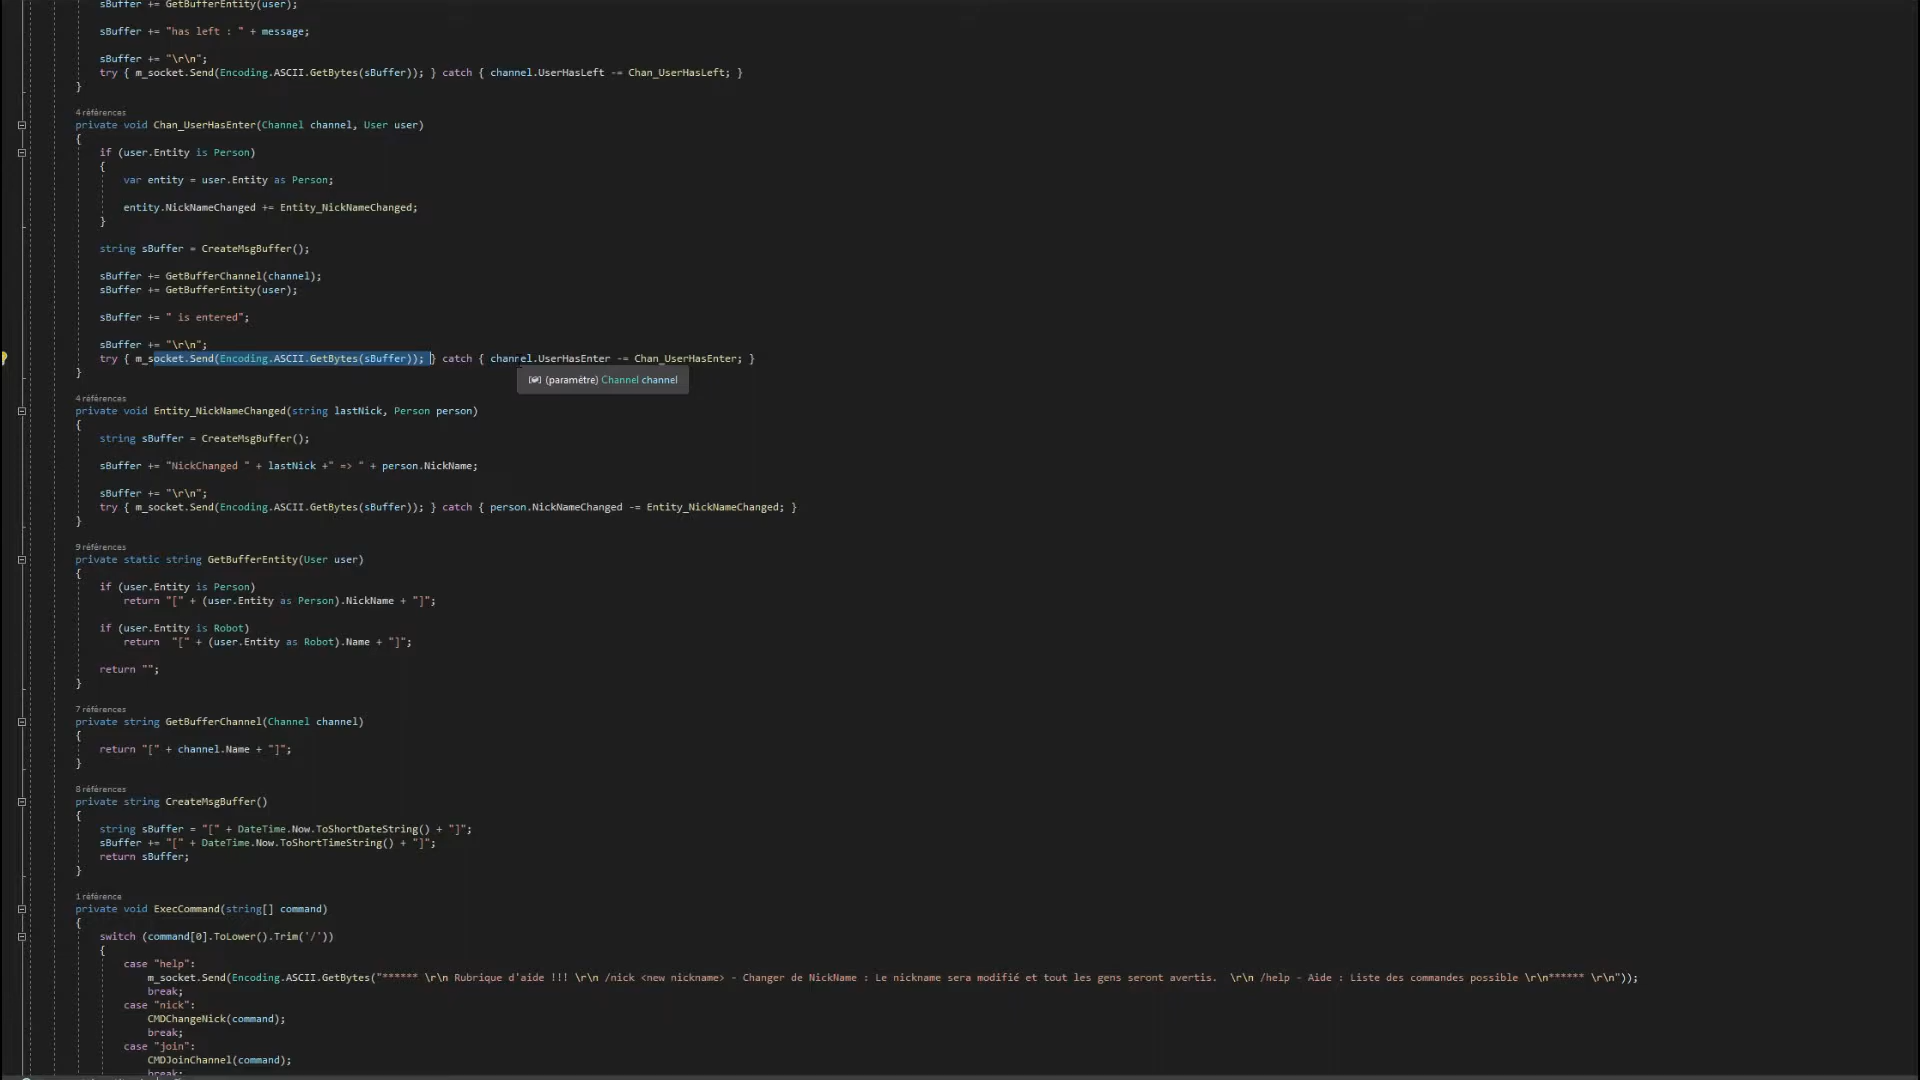 sBuffer += GetBufferEntity(user);
sBuffer += "has left : " + message;
sBuffer += "\r\n";
try { m_socket.Send(Encoding.ASCII.GetBytes(sBuffer)); } catch { channel.UserHasLeft -= Chan_UserHasLeft; }
}
4 références
private void Chan_UserHasEnter(Channel channel, User user)
{
if (user.Entity is Person)
{
var entity = user.Entity as Person;
entity.NickNameChanged += Entity_NickNameChanged;
}
string sBuffer = CreateMsgBuffer();
sBuffer += GetBufferChannel(channel);
sBuffer += GetBufferEntity(user);
sBuffer += " is entered";
sBuffer += "\r\n";
try { m_socket.Send(Encoding.ASCII.GetBytes(sBuffer)); } catch { channel.UserHasEnter -= Chan_UserHasEnter; }
}
(paramètre) Channel channel
4 références
private void Entity_NickNameChanged(string lastNick, Person person)
{
string sBuffer = CreateMsgBuffer();
sBuffer += "NickChanged " + lastNick +" => " + person.NickName;
sBuffer += "\r\n";
try { m_socket.Send(Encoding.ASCII.GetBytes(sBuffer)); } catch { person.NickNameChanged -= Entity_NickNameChanged; }
}
9 références
private static string GetBufferEntity(User user)
{
if (user.Entity is Person)
return "[" + (user.Entity as Person).NickName + "]";
if (user.Entity is Robot)
return  "[" + (user.Entity as Robot).Name + "]";
return "";
}
7 références
private string GetBufferChannel(Channel channel)
{
return "[" + channel.Name + "]";
}
8 références
private string CreateMsgBuffer()
{
string sBuffer = "[" + DateTime.Now.ToShortDateString() + "]";
sBuffer += "[" + DateTime.Now.ToShortTimeString() + "]";
return sBuffer;
}
1 référence
private void ExecCommand(string[] command)
{
switch (command[0].ToLower().Trim('/'))
{
case "help":
m_socket.Send(Encoding.ASCII.GetBytes("****** \r\n Rubrique d'aide !!! \r\n /nick <new nickname> - Changer de NickName : Le nickname sera modifié et tout les gens seront avertis.  \r\n /help - Aide : Liste des commandes possible \r\n****** \r\n"));
break;
case "nick":
CMDChangeNick(command);
break;
case "join":
CMDJoinChannel(command);
break;